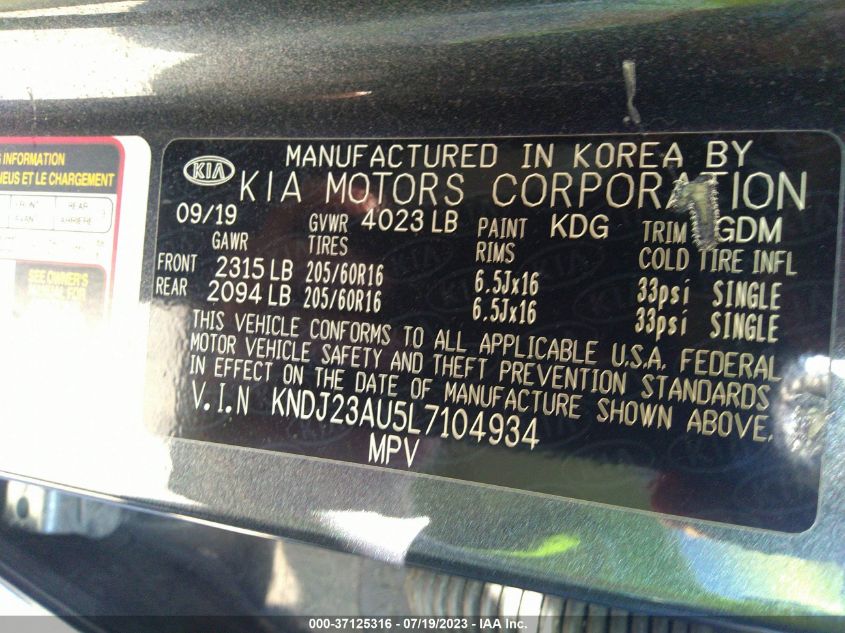 INFORMATION
NEUS ET LE CHARGEMENT
SEE OWNER'S
MANUAL FOR
KIA
MANUFACTURED IN KOREA BY
KIA MOTORS CORPORATION
09/19 GVWR 4023 LB PAINT KDG TRIM GDM
GAWR TIRES RIMS COLD TIRE INFL
FRONT 2315 LB 205/60R16 6.5Jx16 33psi SINGLE
REAR 2094 LB 205/60R16 6.5Jx16 33psi SINGLE
THIS VEHICLE CONFORMS TO ALL APPLICABLE U.S.A. FEDERAL
MOTOR VEHICLE SAFETY AND THEFT PREVENTION STANDARDS
IN EFFECT ON THE DATE OF MANUFACTURE SHOWN ABOVE.
V.I.N KNDJ23AU5L7104934
MPV
000-37125316 | 07/19/2023 | © IAA Inc.